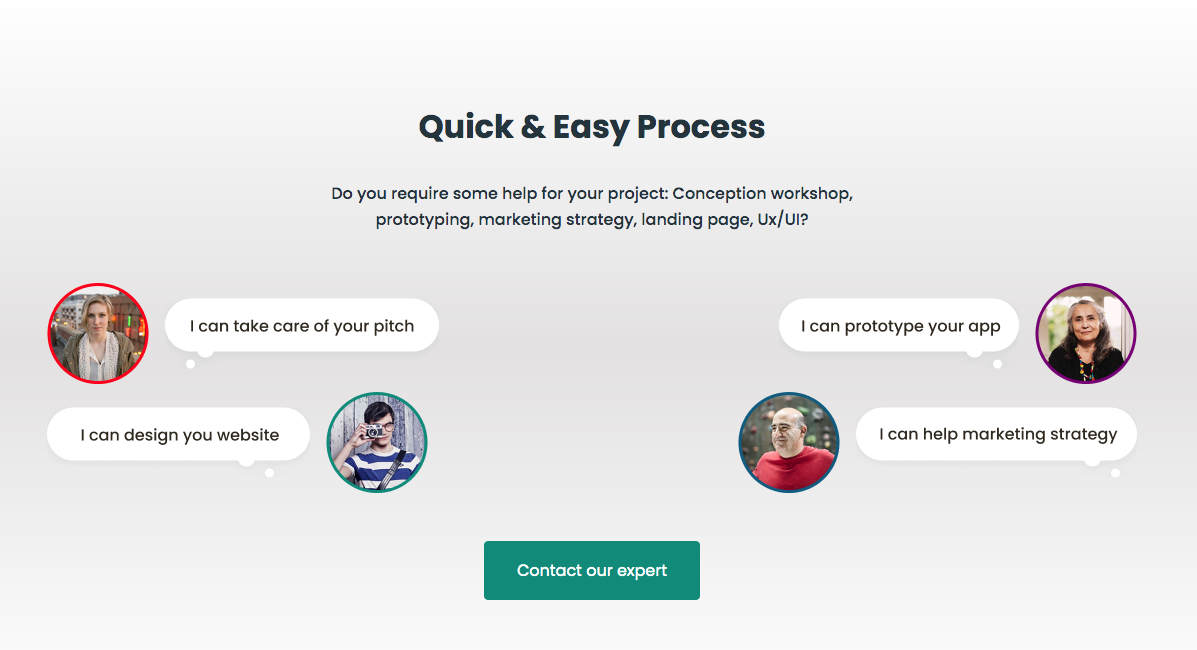 Quick & Easy Process
Do you require some help for your project: Conception workshop,
prototyping, marketing strategy, landing page, Ux/UI?
I can take care of your pitch
I can prototype your app
I can design you website
I can help marketing strategy
Contact our expert